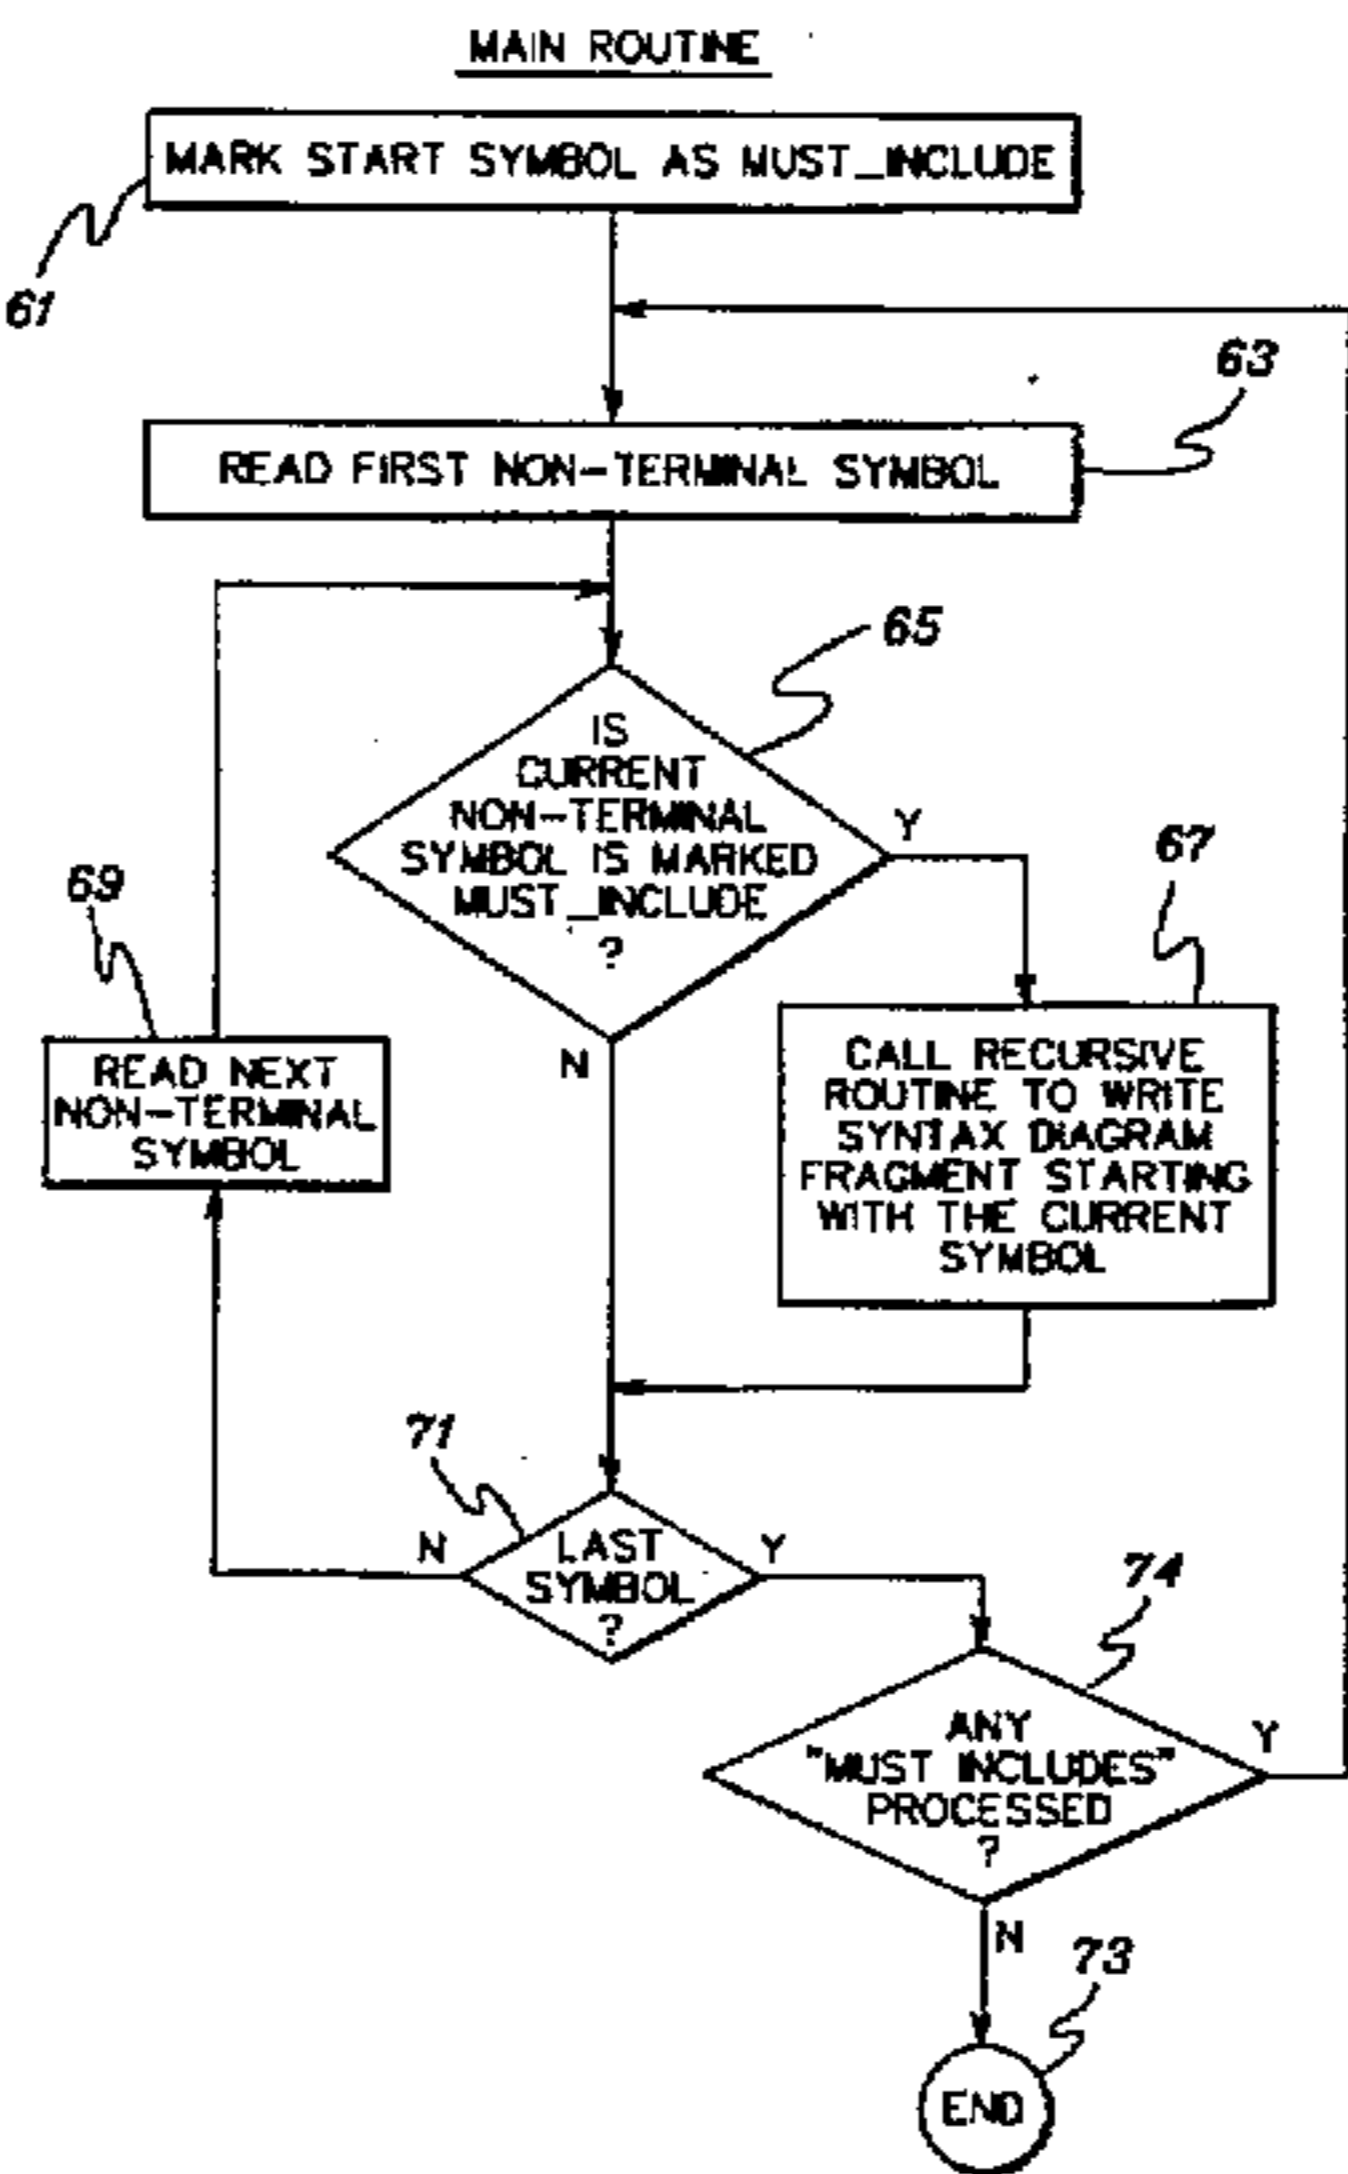 MAIN ROUTINE
MARK START SYMBOL AS MUST_INCLUDE
61
63
READ FIRST NON-TERMINAL SYMBOL
65
IS
CURRENT
NON-TERMINAL
SYMBOL IS MARKED
MUST_INCLUDE
?
Y
N
67
CALL RECURSIVE
ROUTINE TO WRITE
SYNTAX DIAGRAM
FRAGMENT STARTING
WITH THE CURRENT
SYMBOL
69
READ NEXT
NON-TERMINAL
SYMBOL
71
N
LAST
SYMBOL
?
Y
74
ANY
"MUST INCLUDES"
PROCESSED
?
Y
N
73
END